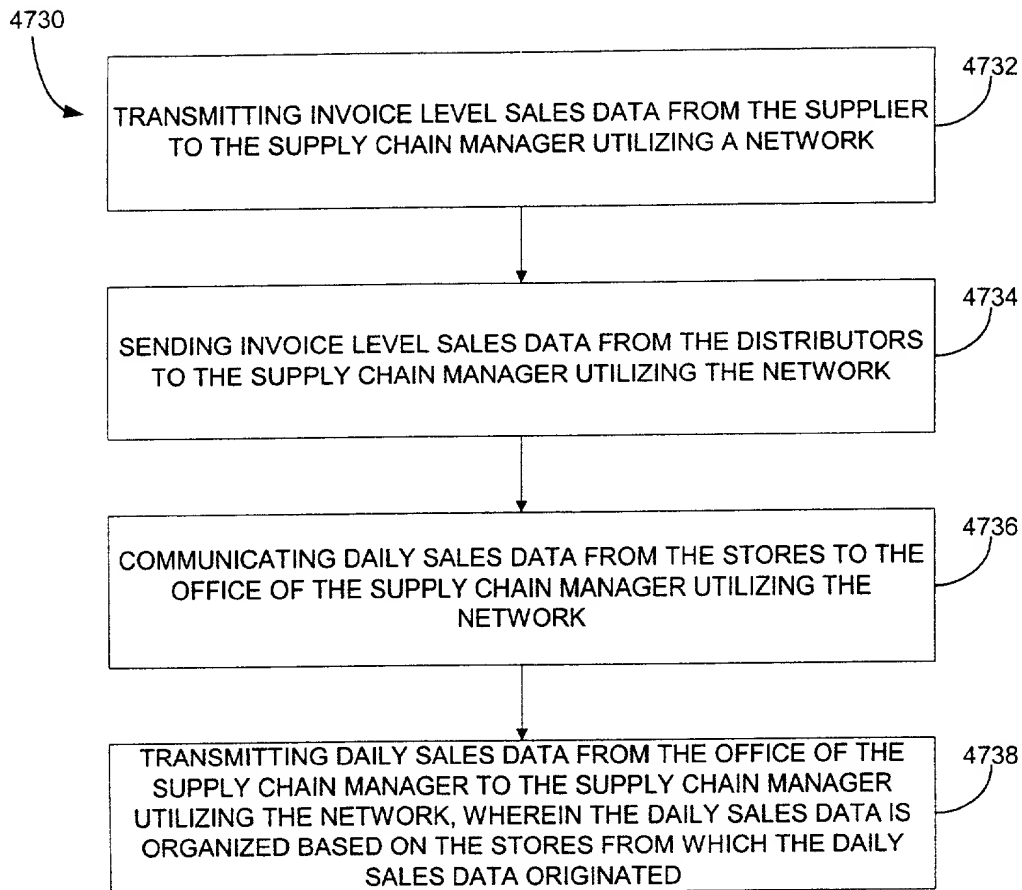 4730
4732
TRANSMITTING INVOICE LEVEL SALES DATA FROM THE SUPPLIER
TO THE SUPPLY CHAIN MANAGER UTILIZING A NETWORK
4734
SENDING INVOICE LEVEL SALES DATA FROM THE DISTRIBUTORS
TO THE SUPPLY CHAIN MANAGER UTILIZING THE NETWORK
4736
COMMUNICATING DAILY SALES DATA FROM THE STORES TO THE
OFFICE OF THE SUPPLY CHAIN MANAGER UTILIZING THE
NETWORK
4738
TRANSMITTING DAILY SALES DATA FROM THE OFFICE OF THE
SUPPLY CHAIN MANAGER TO THE SUPPLY CHAIN MANAGER
UTILIZING THE NETWORK, WHEREIN THE DAILY SALES DATA IS
ORGANIZED BASED ON THE STORES FROM WHICH THE DAILY
SALES DATA ORIGINATED